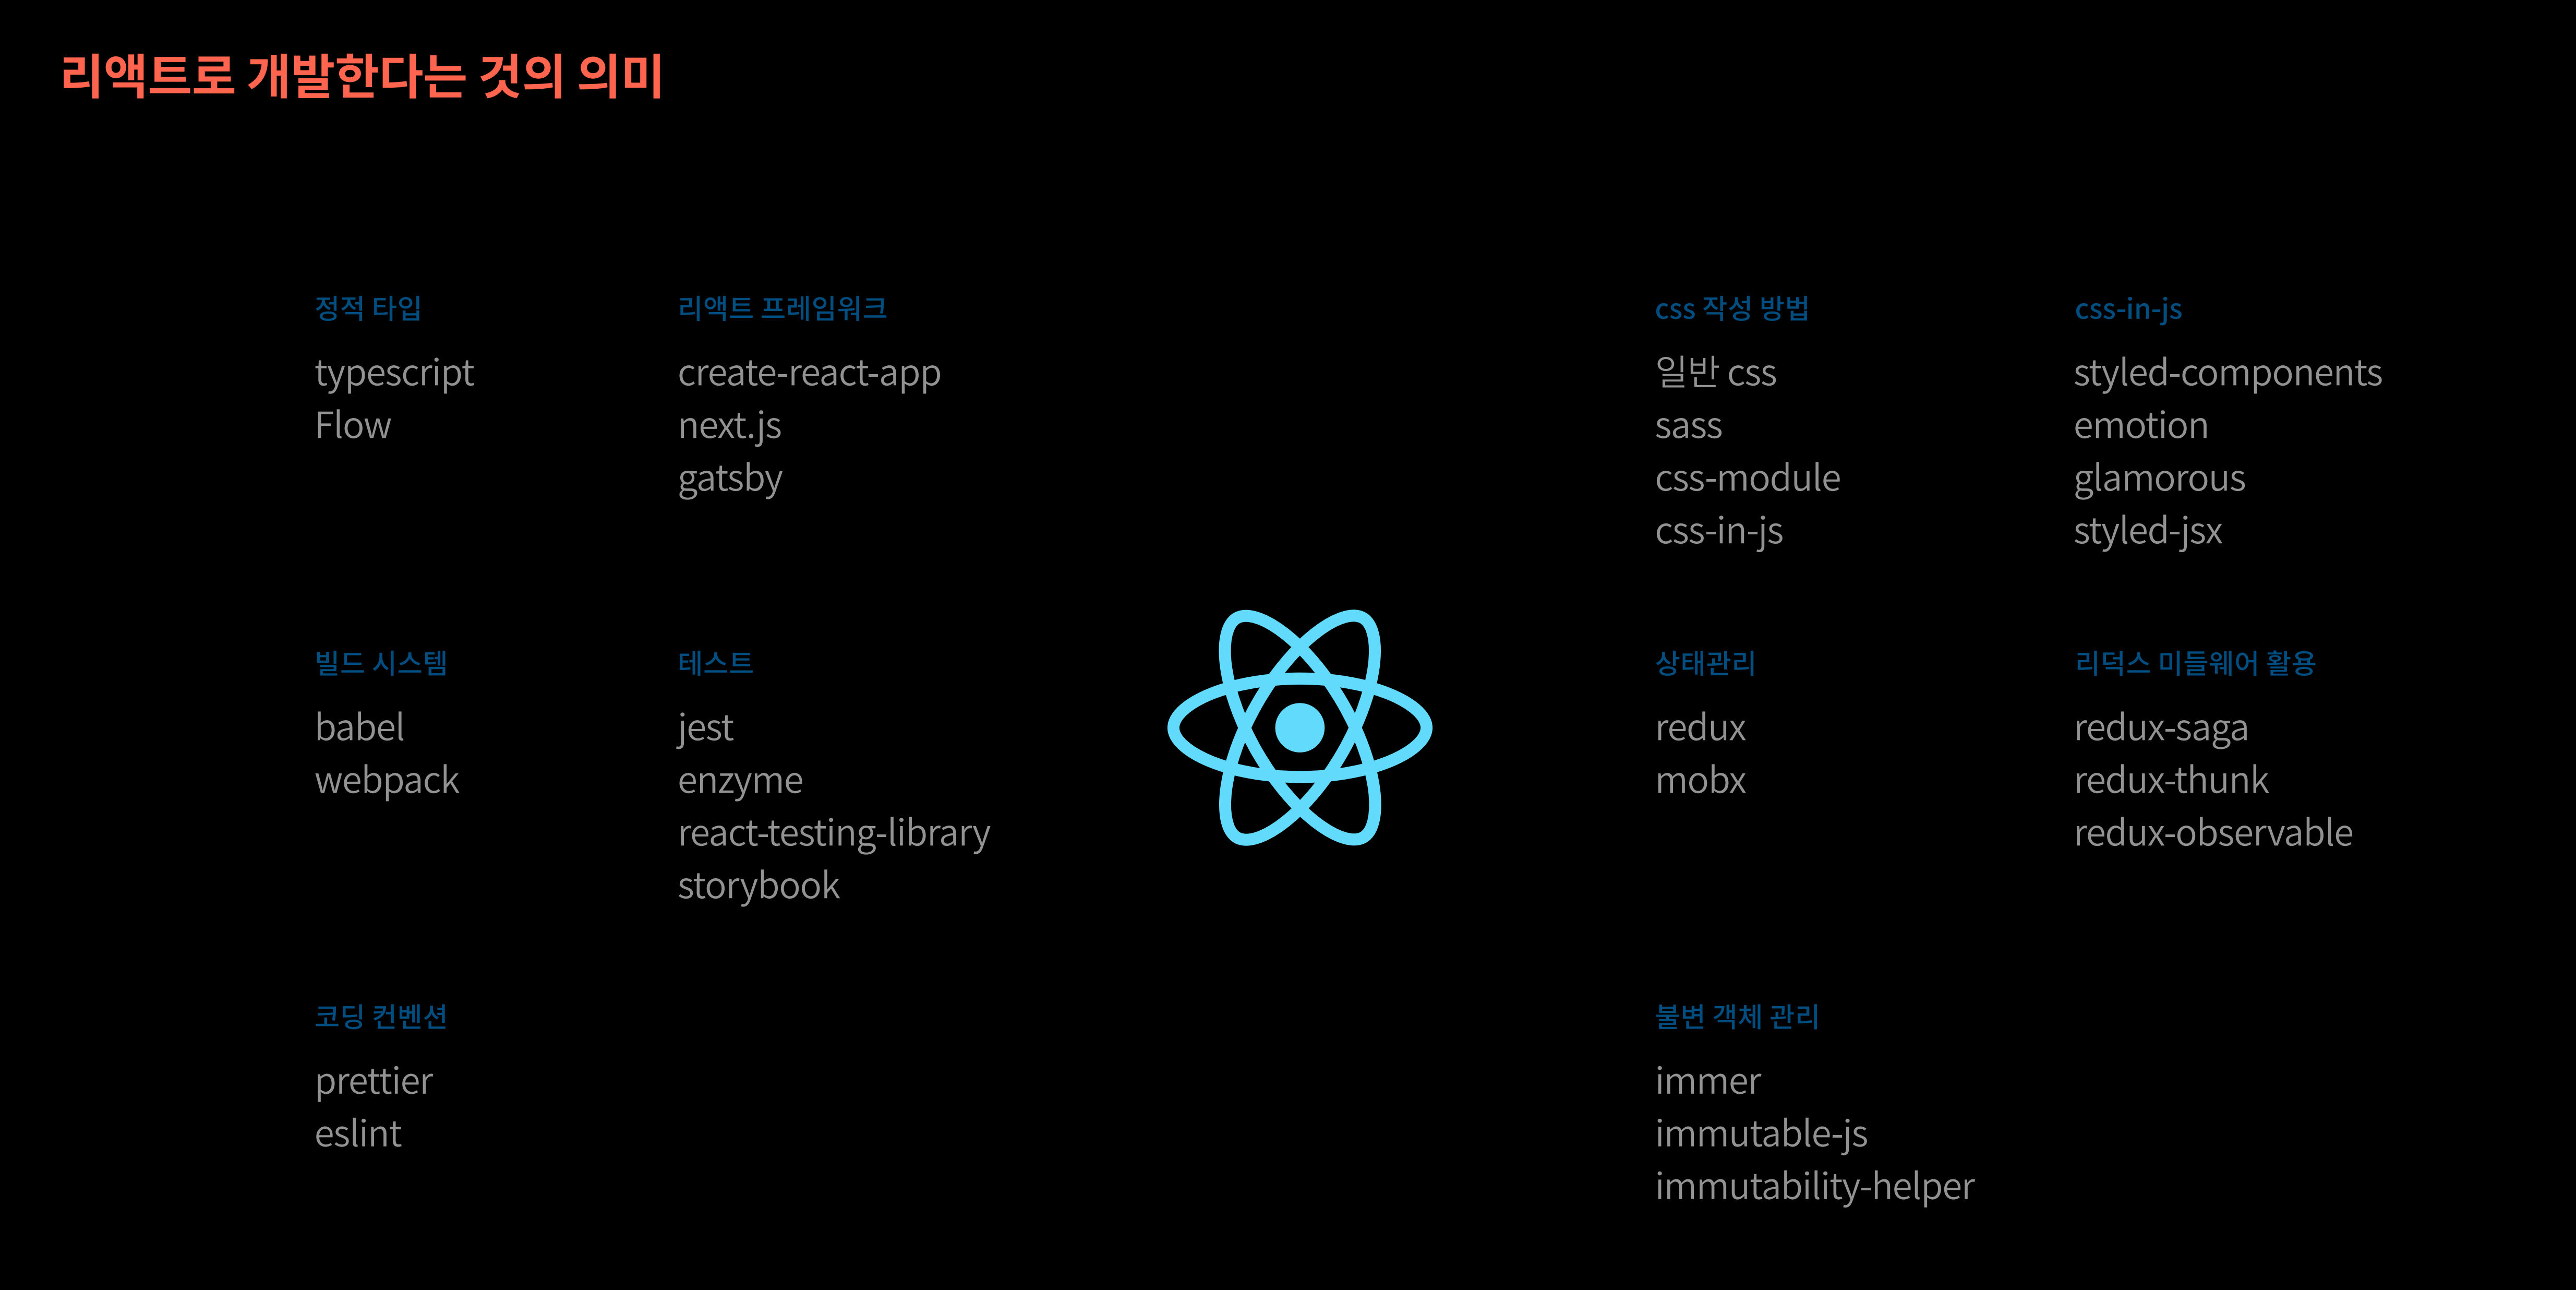 리액트로 개발한다는 것의 의미
정적 타입
typescript
Flow
리액트 프레임워크
create-react-app
next.js
gatsby
css 작성 방법
일반 css
sass
css-module
css-in-js
css-in-js
styled-components
emotion
glamorous
styled-jsx
빌드 시스템
babel
webpack
테스트
jest
enzyme
react-testing-library
storybook
상태관리
redux
mobx
리덕스 미들웨어 활용
redux-saga
redux-thunk
redux-observable
코딩 컨벤션
prettier
eslint
불변 객체 관리
immer
immutable-js
immutability-helper